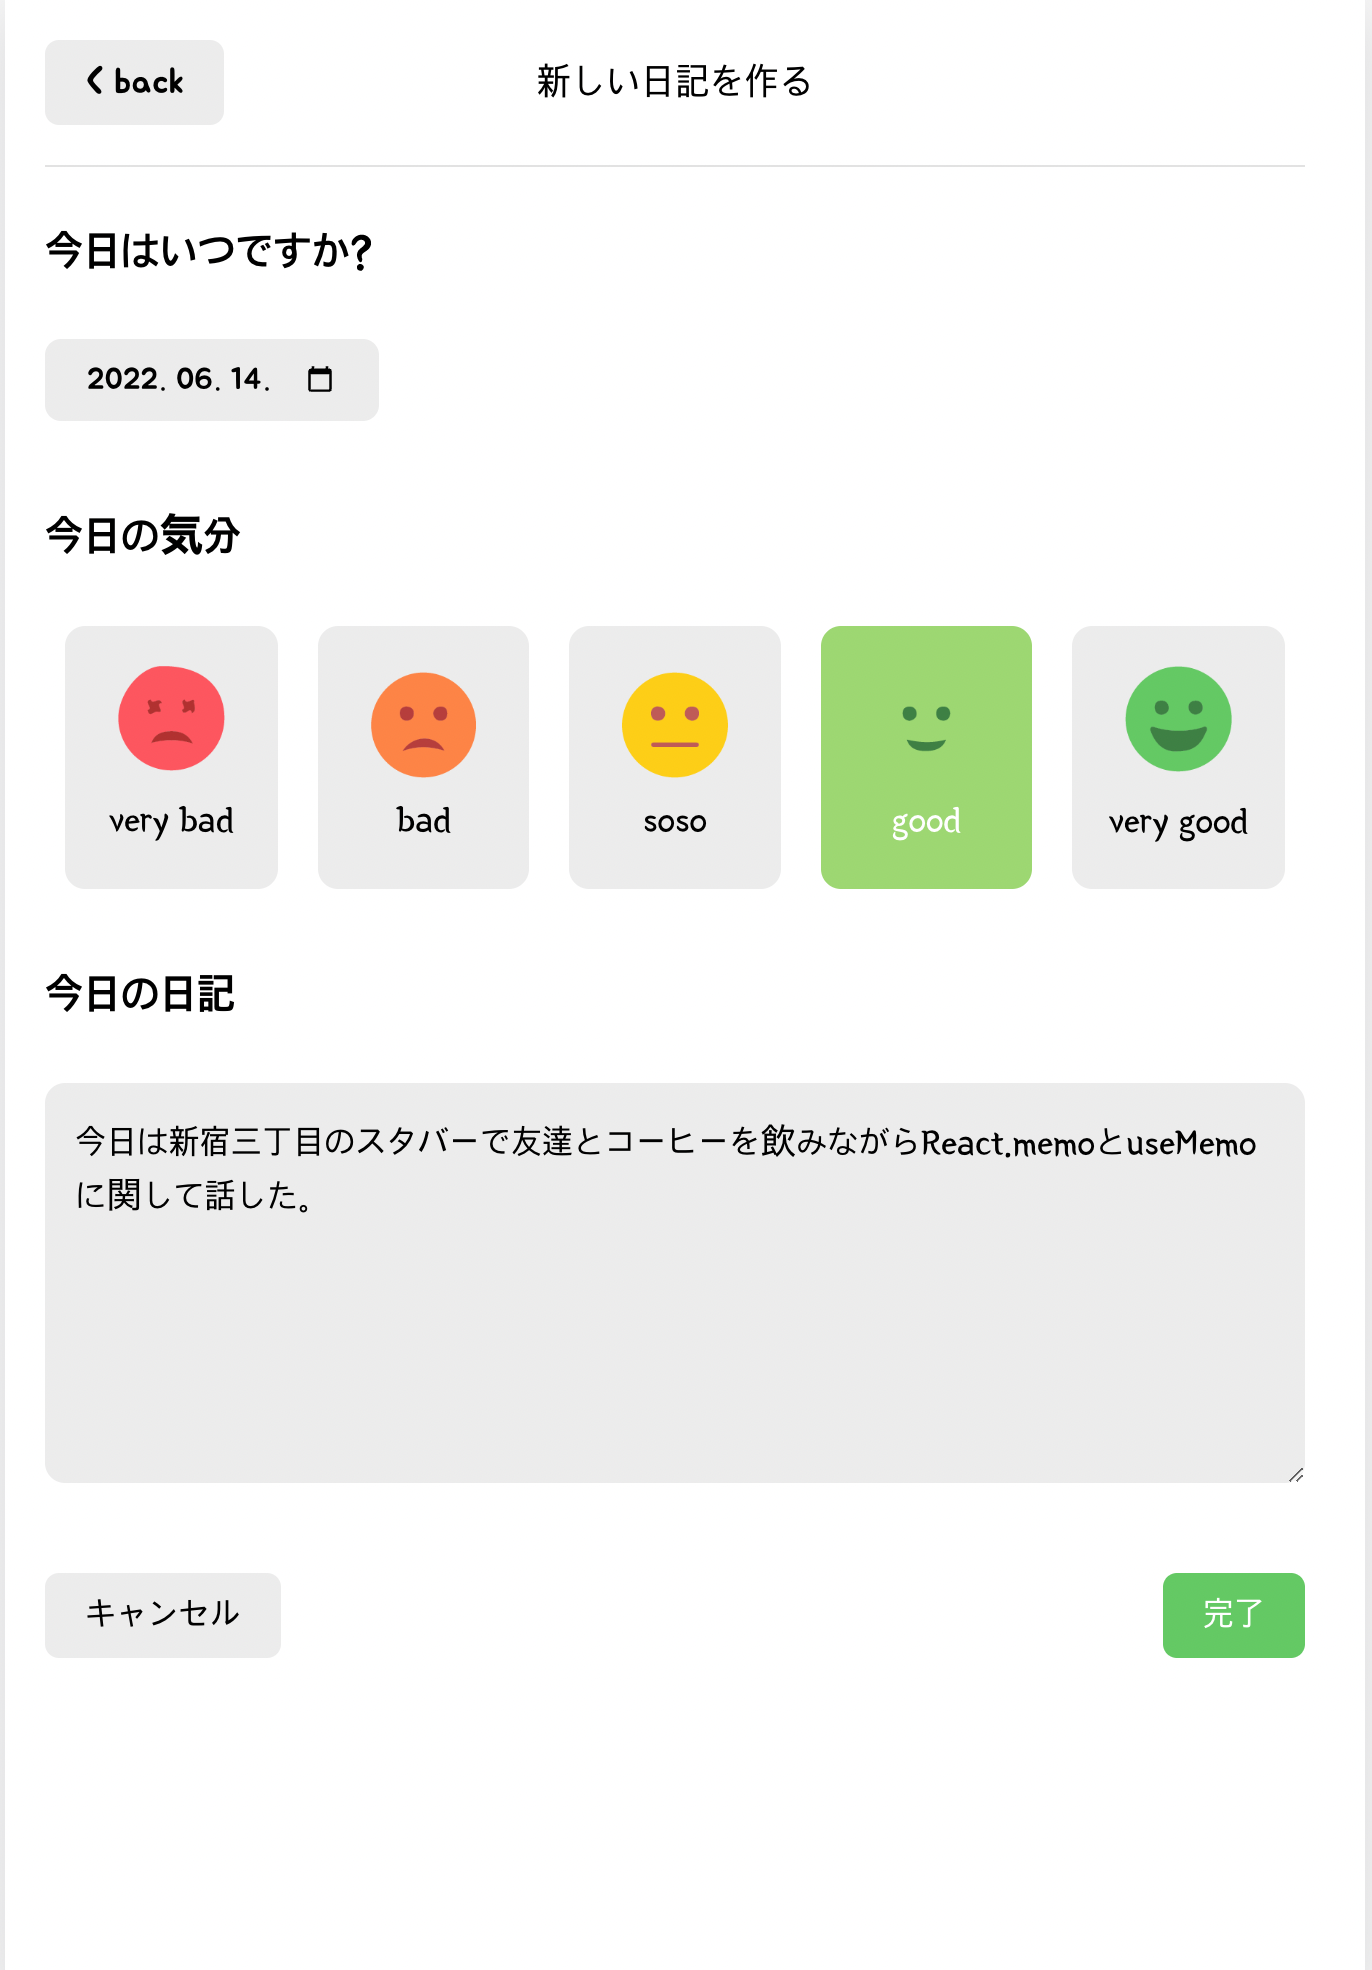 back
新しい日記を作る
今日はいつですか?
2022. 06. 14.
今日の気分
very bad
bad
soso
good
very good
今日の日記
今日は新宿三丁目のスタバーで友達とコーヒーを飲みながらReact.memoとuseMemo
に関して話した。
キャンセル
完了